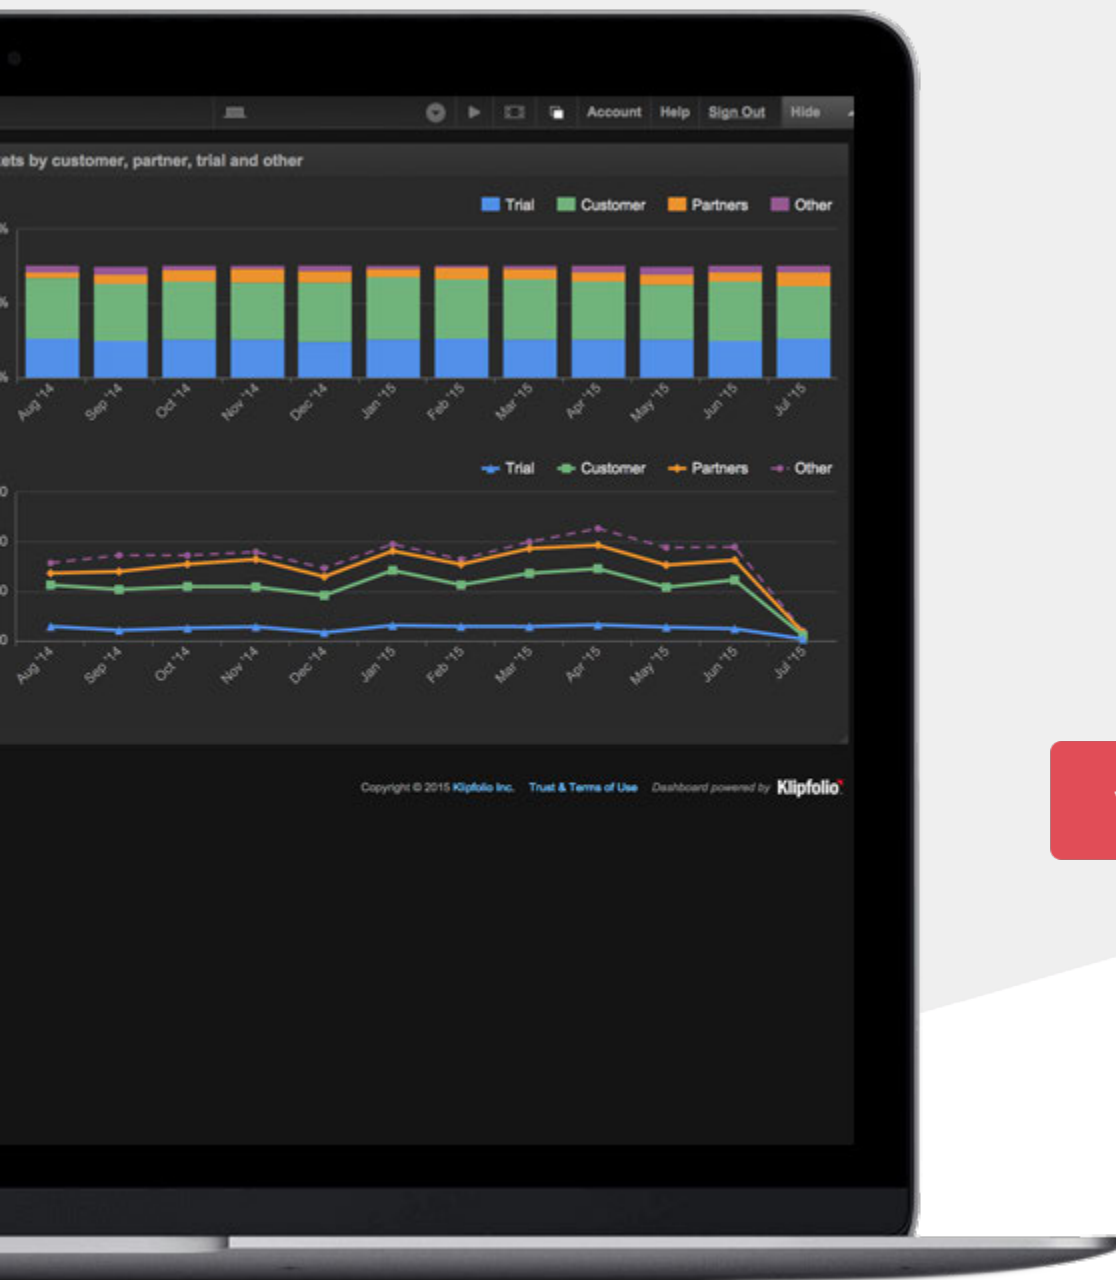 Account Help Sign Out Hide
ets by customer, partner, trial and other
Trial Customer Partners Other
%
%
%
Aug '14 Sep '14 Oct '14 Nov '14 Dec '14 Jan '15 Feb '15 Mar '15 Apr '15 May '15 Jun '15 Jul '15
Trial Customer Partners Other
0
0
0
0
Aug '14 Sep '14 Oct '14 Nov '14 Dec '14 Jan '15 Feb '15 Mar '15 Apr '15 May '15 Jun '15 Jul '15
Copyright © 2015 Klipfolio Inc. Trust & Terms of Use Dashboard powered by Klipfolio